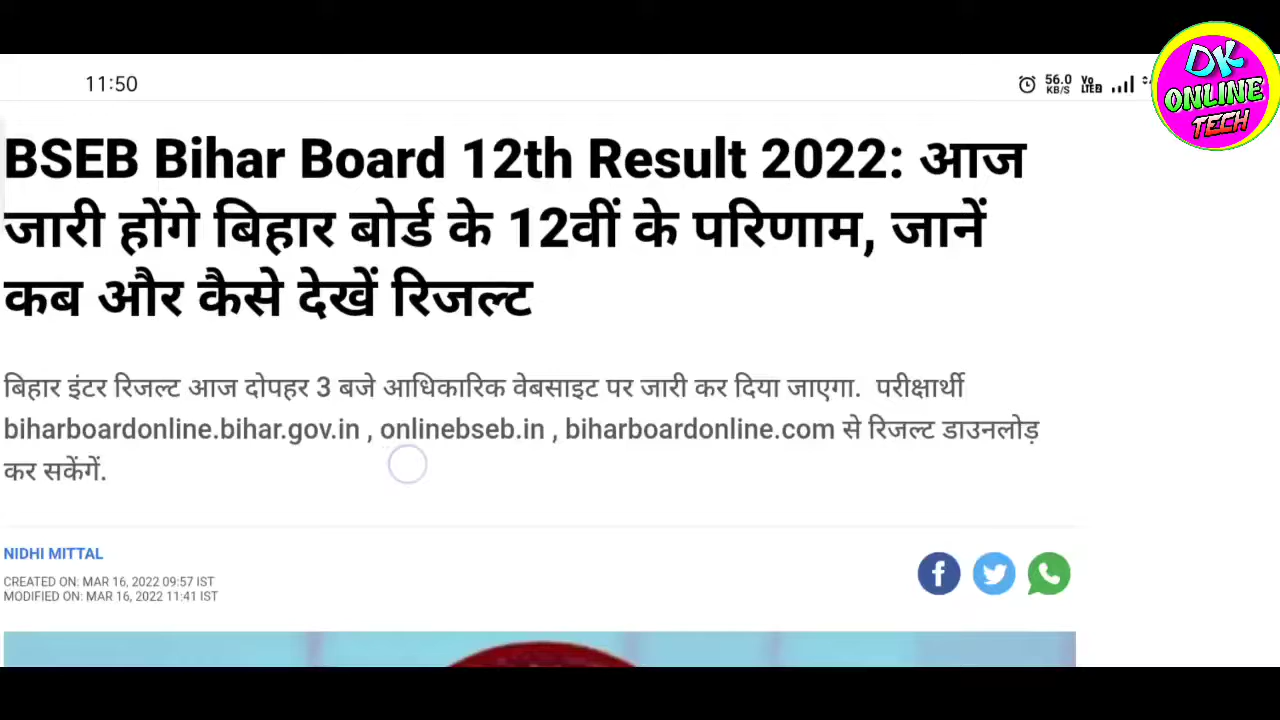 11:50
56.0
KB/S
Vo
LTE2
DK
ONLINE
TECH
BSEB Bihar Board 12th Result 2022: आज
जारी होंगे बिहार बोर्ड के 12वीं के परिणाम, जानें
कब और कैसे देखें रिजल्ट
बिहार इंटर रिजल्ट आज दोपहर 3 बजे आधिकारिक वेबसाइट पर जारी कर दिया जाएगा. परीक्षार्थी
biharboardonline.bihar.gov.in , onlinebseb.in , biharboardonline.com से रिजल्ट डाउनलोड़
कर सकेंगें.
NIDHI MITTAL
CREATED ON: MAR 16, 2022 09:57 IST
MODIFIED ON: MAR 16, 2022 11:41 IST